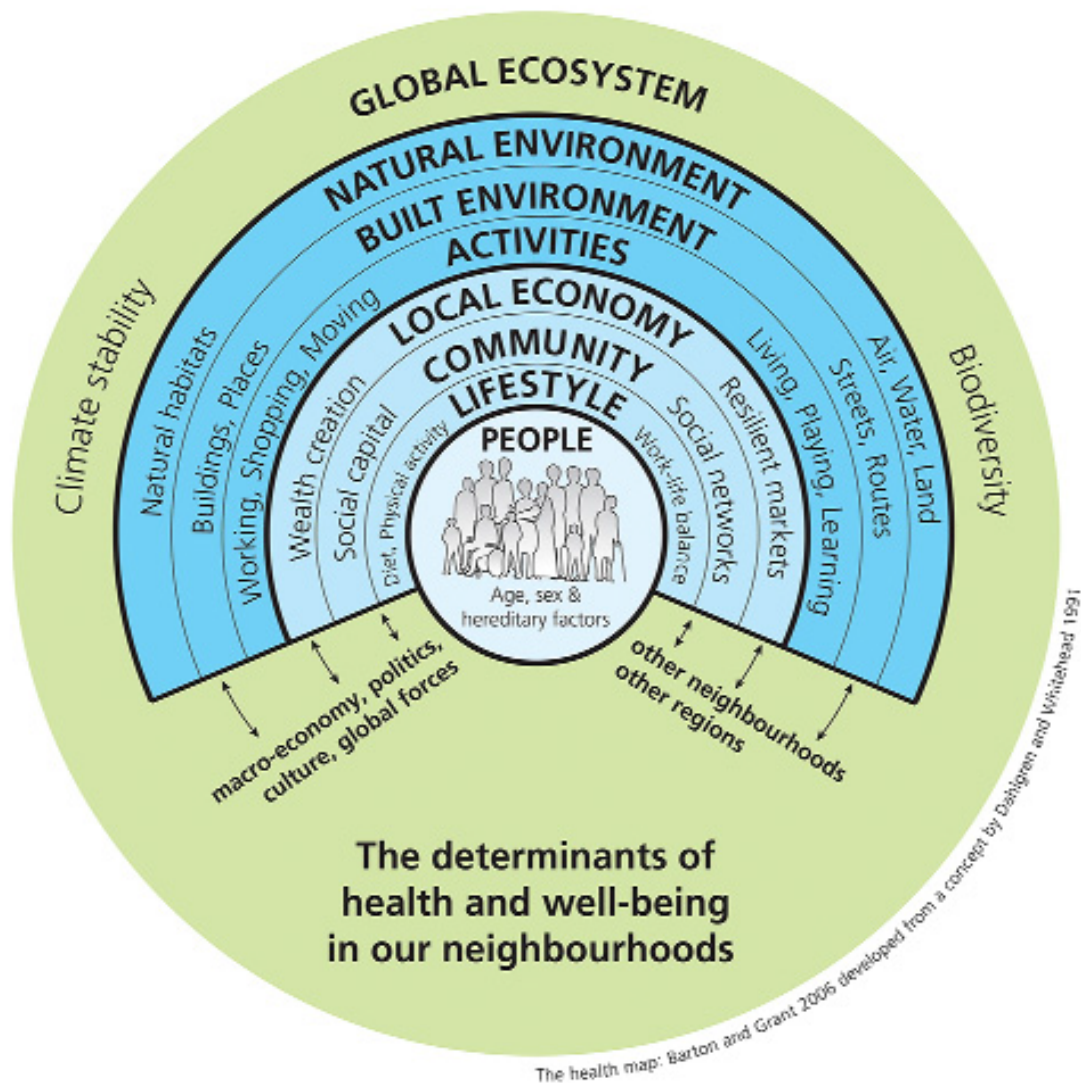 GLOBAL ECOSYSTEM
NATURAL ENVIRONMENT
BUILT ENVIRONMENT
ACTIVITIES
LOCAL ECONOMY
COMMUNITY
LIFESTYLE
PEOPLE
Age, sex &
hereditary factors
Climate stability
Natural habitats
Buildings, Places
Working, Shopping, Moving
Wealth creation
Social capital
Diet, Physical activity
Work-life balance
Social networks
Resilient markets
Living, Playing, Learning
Streets, Routes
Air, Water, Land
Biodiversity
macro-economy, politics,
culture, global forces
other neighbourhoods
other regions
The determinants of
health and well-being
in our neighbourhoods
The health map: Barton and Grant 2006 developed from a concept by Dahlgren and Whitehead 1991